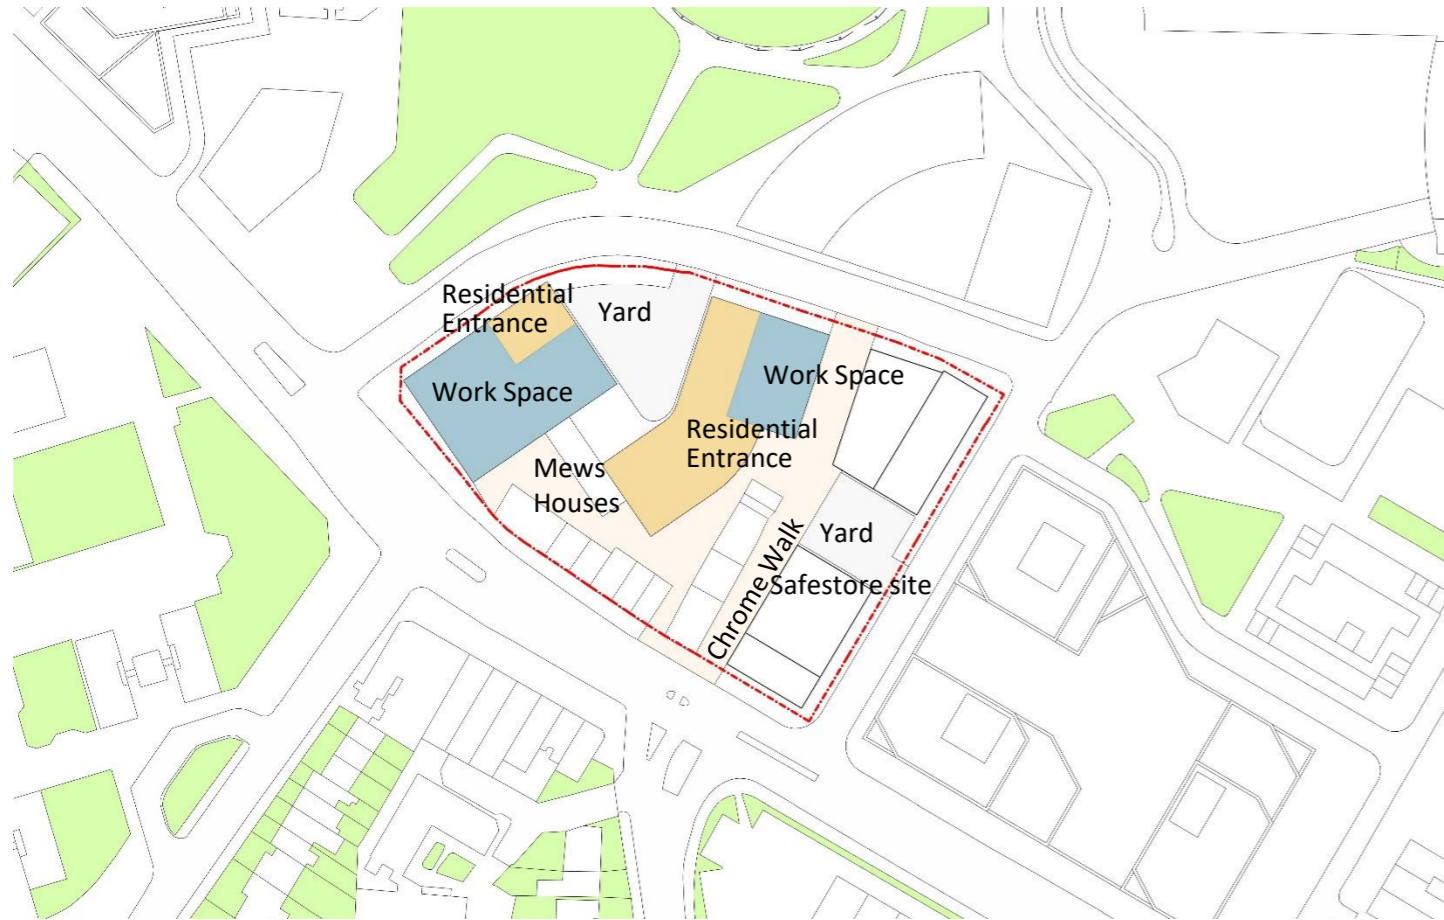 Residential
Entrance
Yard
Work Space
Work Space
Residential
Entrance
Mews
Houses
Yard
Chrome Walk
Safestore site